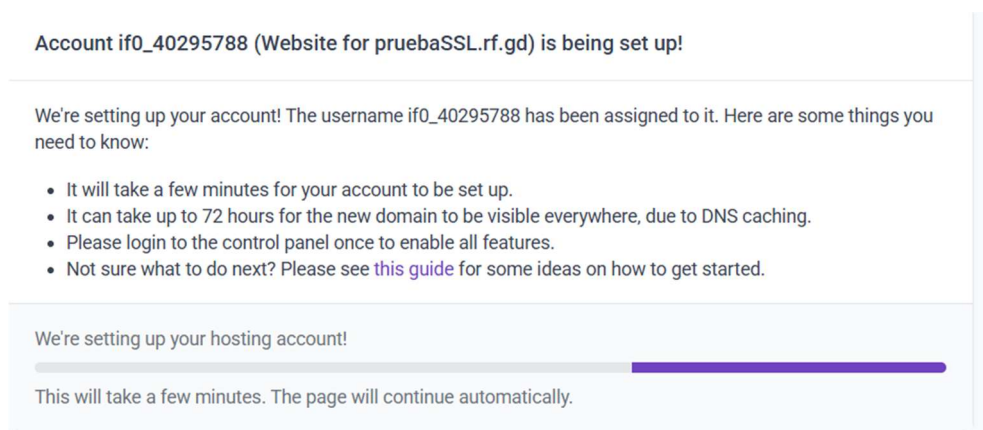 Account if0_40295788 (Website for pruebaSSL.rf.gd) is being set up!
We're setting up your account! The username if0_40295788 has been assigned to it. Here are some things you
need to know:
• It will take a few minutes for your account to be set up.
• It can take up to 72 hours for the new domain to be visible everywhere, due to DNS caching.
• Please login to the control panel once to enable all features.
• Not sure what to do next? Please see this guide for some ideas on how to get started.
We're setting up your hosting account!
This will take a few minutes. The page will continue automatically.